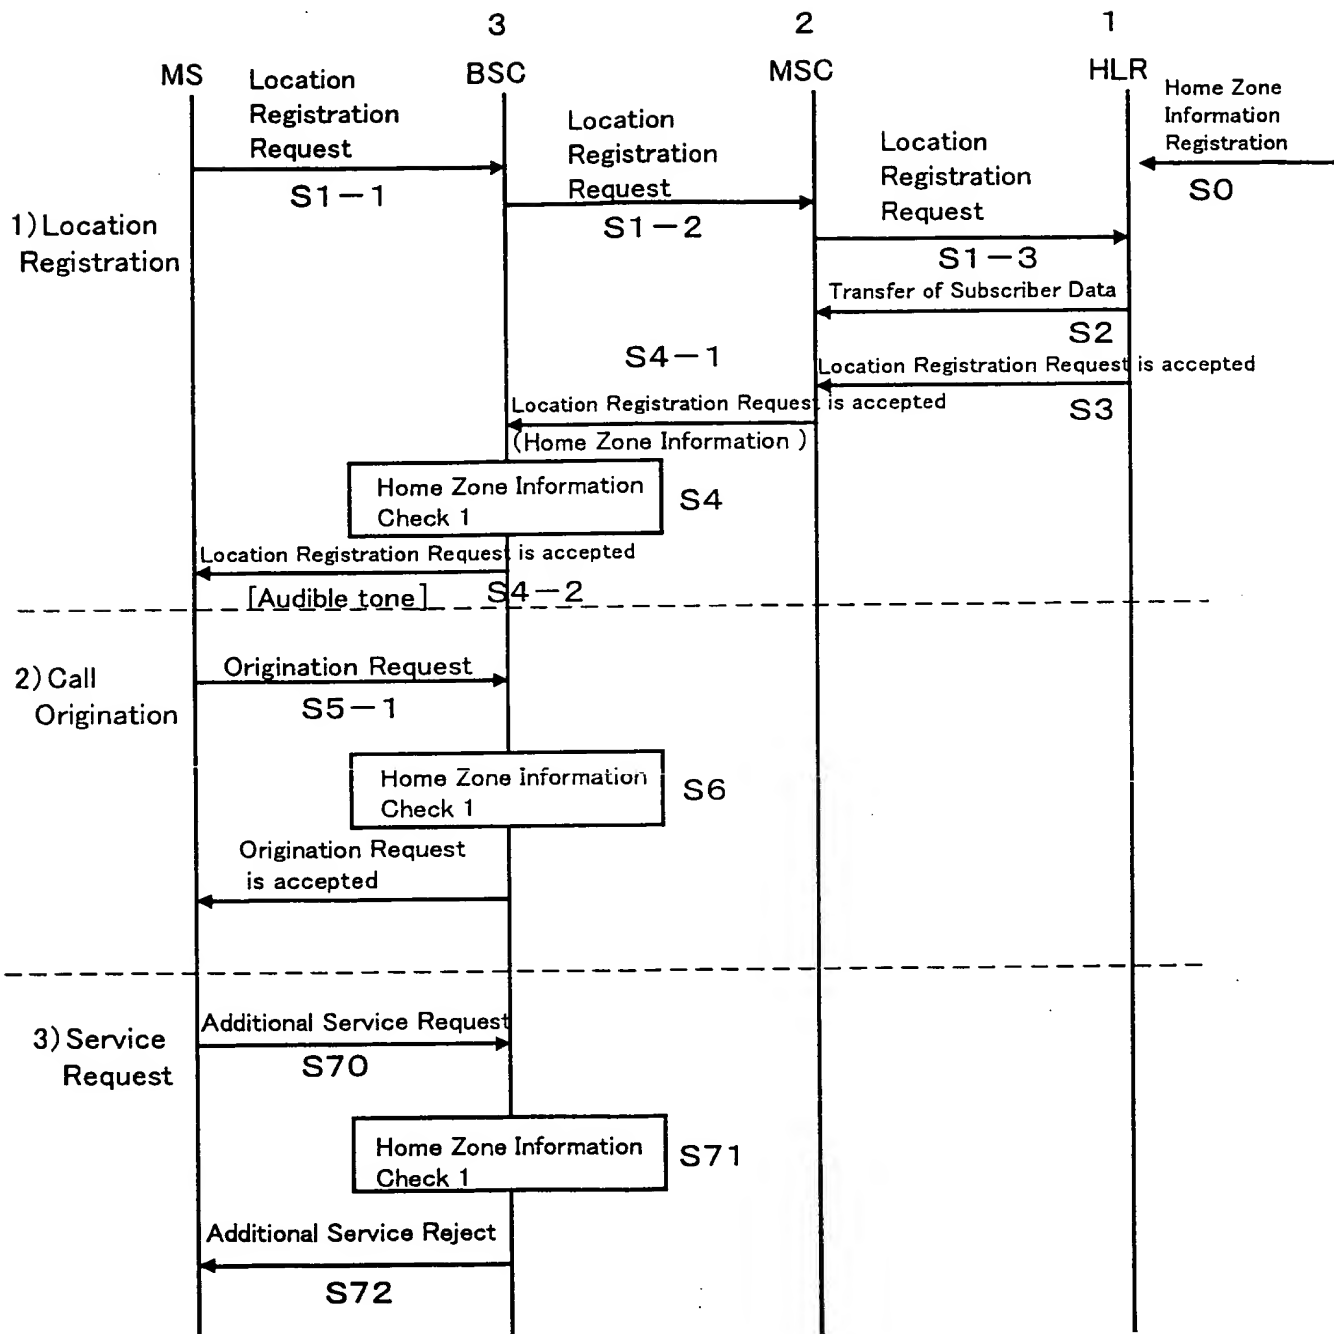 3
2
1
MS
BSC
MSC
HLR
Location
Registration
Request
S1-1
Location
Registration
Request
S1-2
Location
Registration
Request
S1-3
Home Zone
Information
Registration
S0
1)Location
Registration
Transfer of Subscriber Data
S2
Location Registration Request is accepted
S3
S4-1
Location Registration Request is accepted
(Home Zone Information )
Home Zone Information
Check 1
S4
Location Registration Request is accepted
[Audible tone]
S4-2
2)Call
Origination
Origination Request
S5-1
Home Zone Information
Check 1
S6
Origination Request
is accepted
3)Service
Request
Additional Service Request
S70
Home Zone Information
Check 1
S71
Additional Service Reject
S72